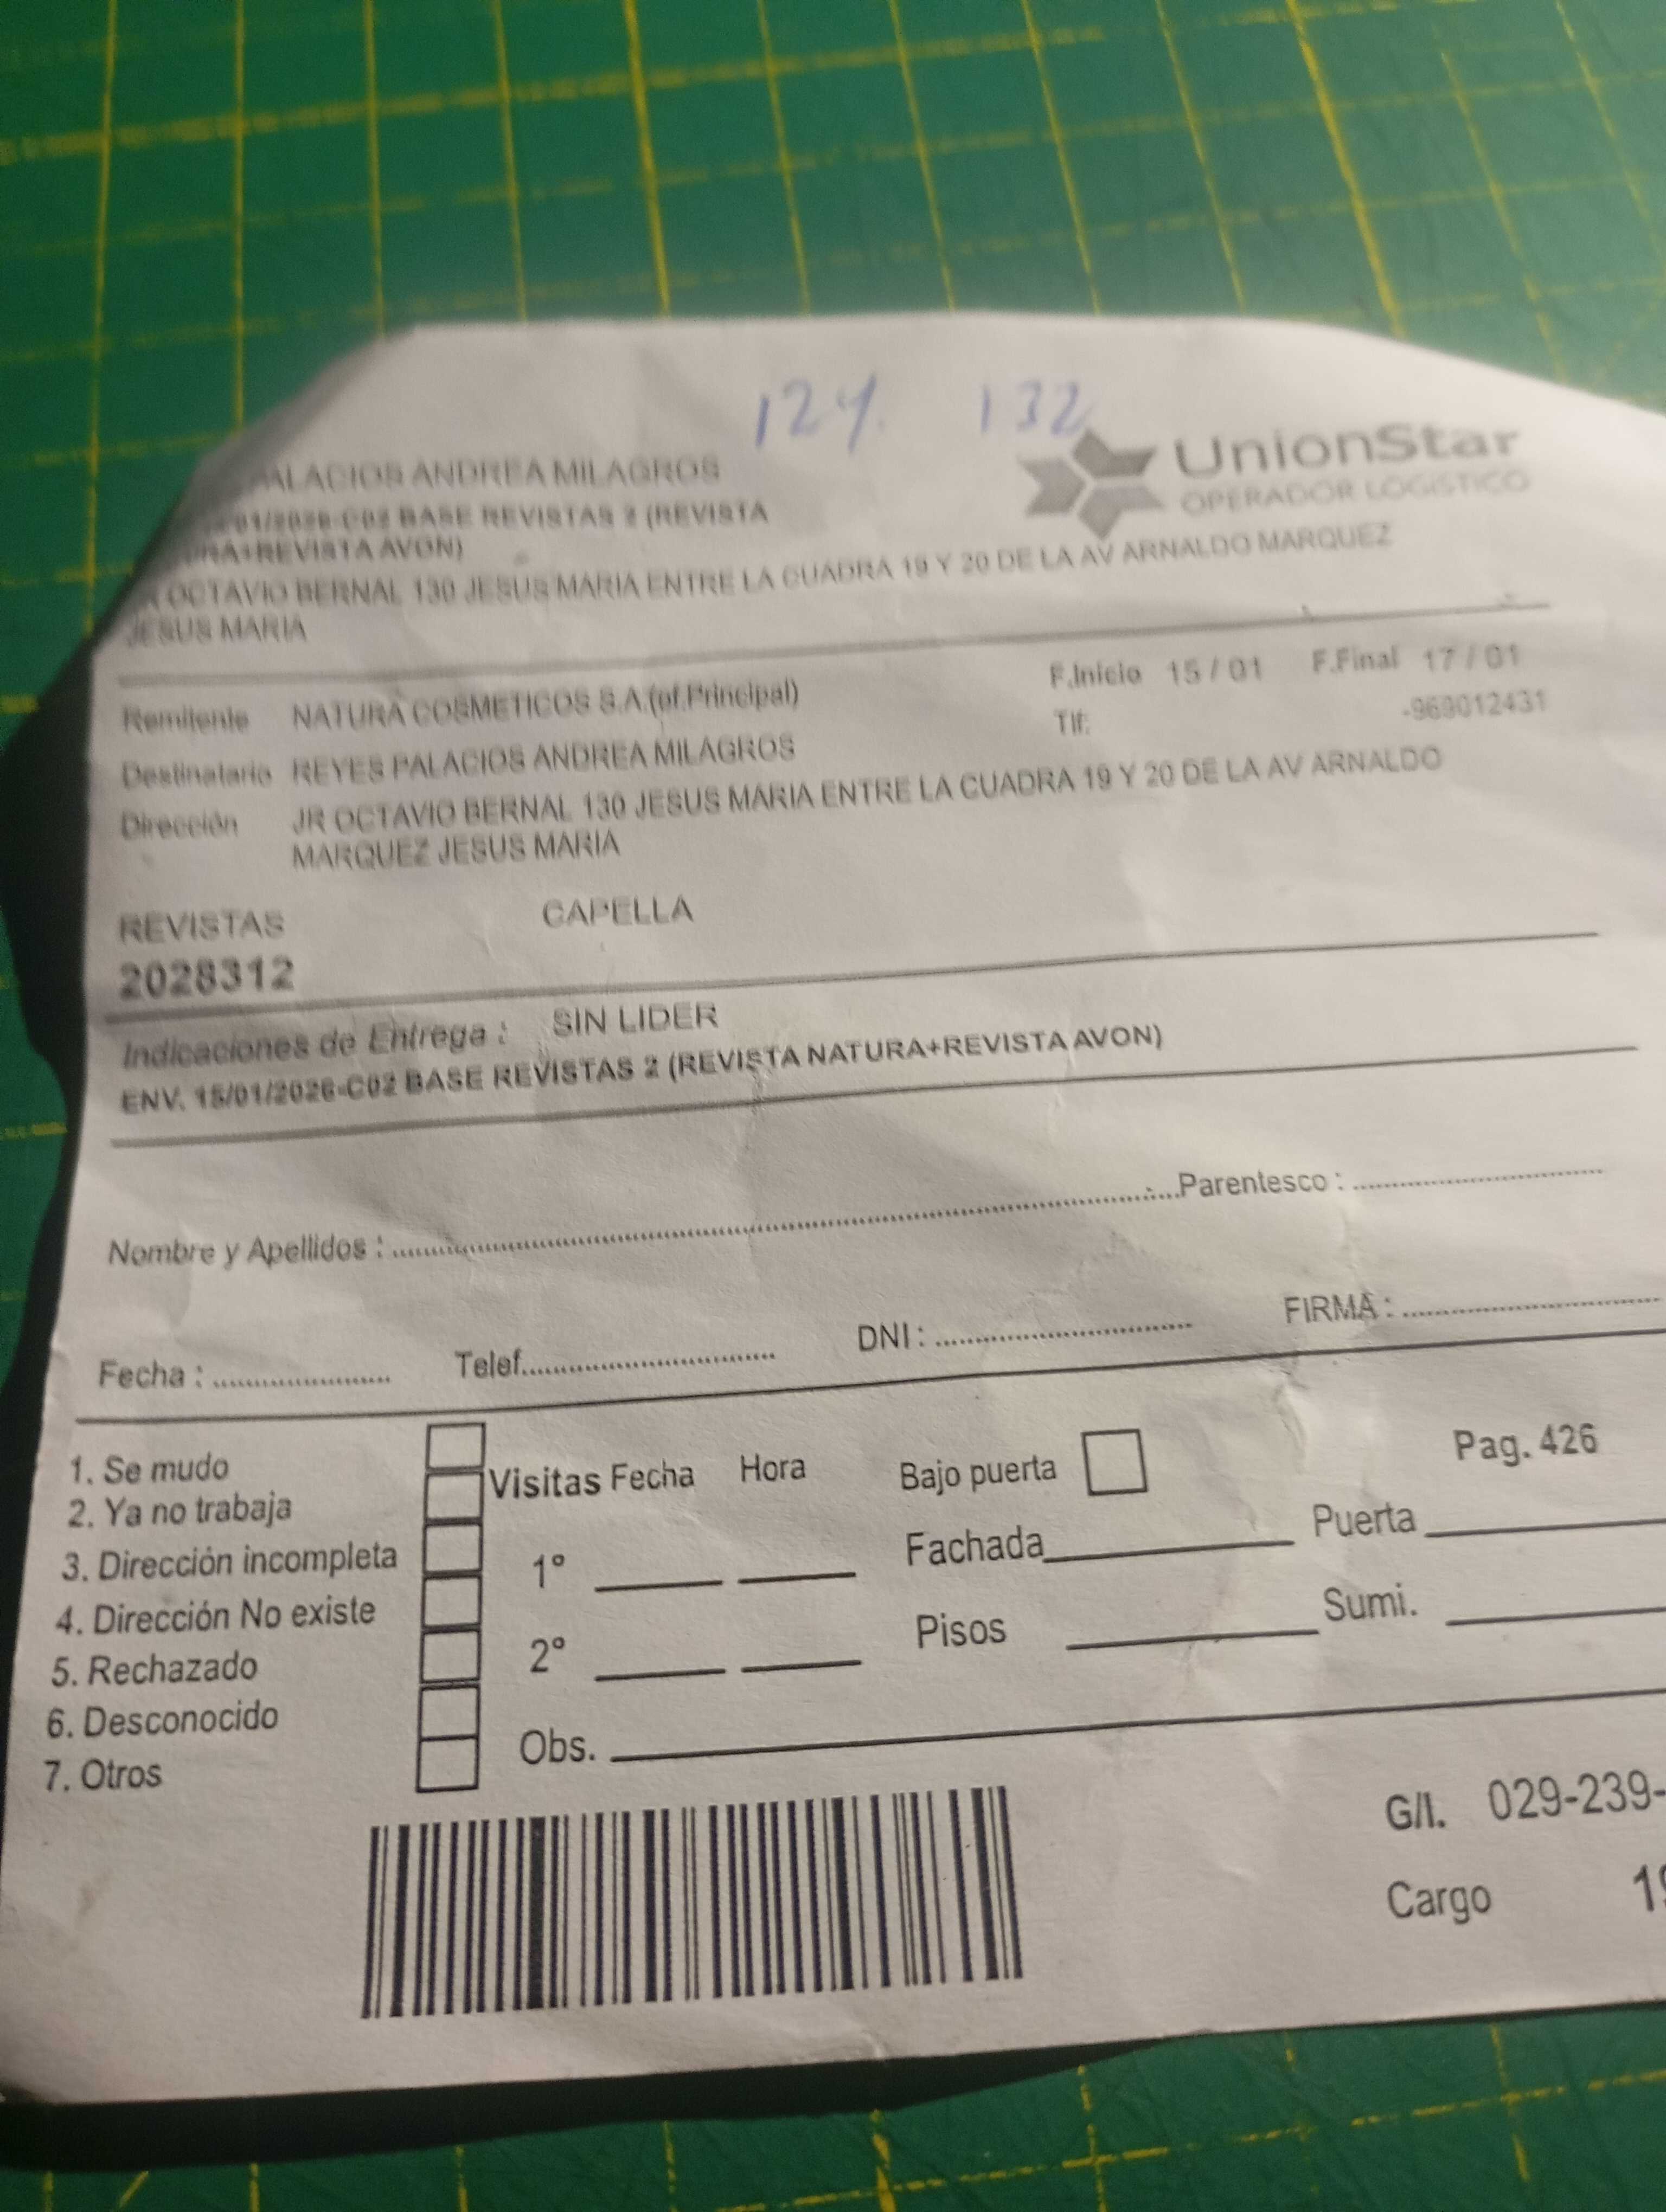 124. 132
UnionStar
OPERADOR LOGISTICO
PALACIOS ANDREA MILAGROS
01/2026-C02 BASE REVISTAS 2 (REVISTA
RA+REVISTA AVON)
JR OCTAVIO BERNAL 130 JESUS MARIA ENTRE LA CUADRA 19 Y 20 DE LA AV ARNALDO MARQUEZ
JESUS MARIA
Remitente NATURA COSMETICOS S.A.(of.Principal) F.Inicio 15 / 01 F.Final 17 / 01
Tlf: -969012431
Destinatario REYES PALACIOS ANDREA MILAGROS
Dirección JR OCTAVIO BERNAL 130 JESUS MARIA ENTRE LA CUADRA 19 Y 20 DE LA AV ARNALDO
MARQUEZ JESUS MARIA
REVISTAS CAPELLA
2028312
Indicaciones de Entrega : SIN LIDER
ENV. 15/01/2026-C02 BASE REVISTAS 2 (REVISTA NATURA+REVISTA AVON)
Nombre y Apellidos : Parentesco :
Fecha : Telef. DNI : FIRMA :
1. Se mudo
2. Ya no trabaja
3. Dirección incompleta
4. Dirección No existe
5. Rechazado
6. Desconocido
7. Otros
Visitas Fecha Hora
1º
2º
Obs.
Bajo puerta Pag. 426
Fachada Puerta
Pisos Sumi.
G/I. 029-239-
Cargo